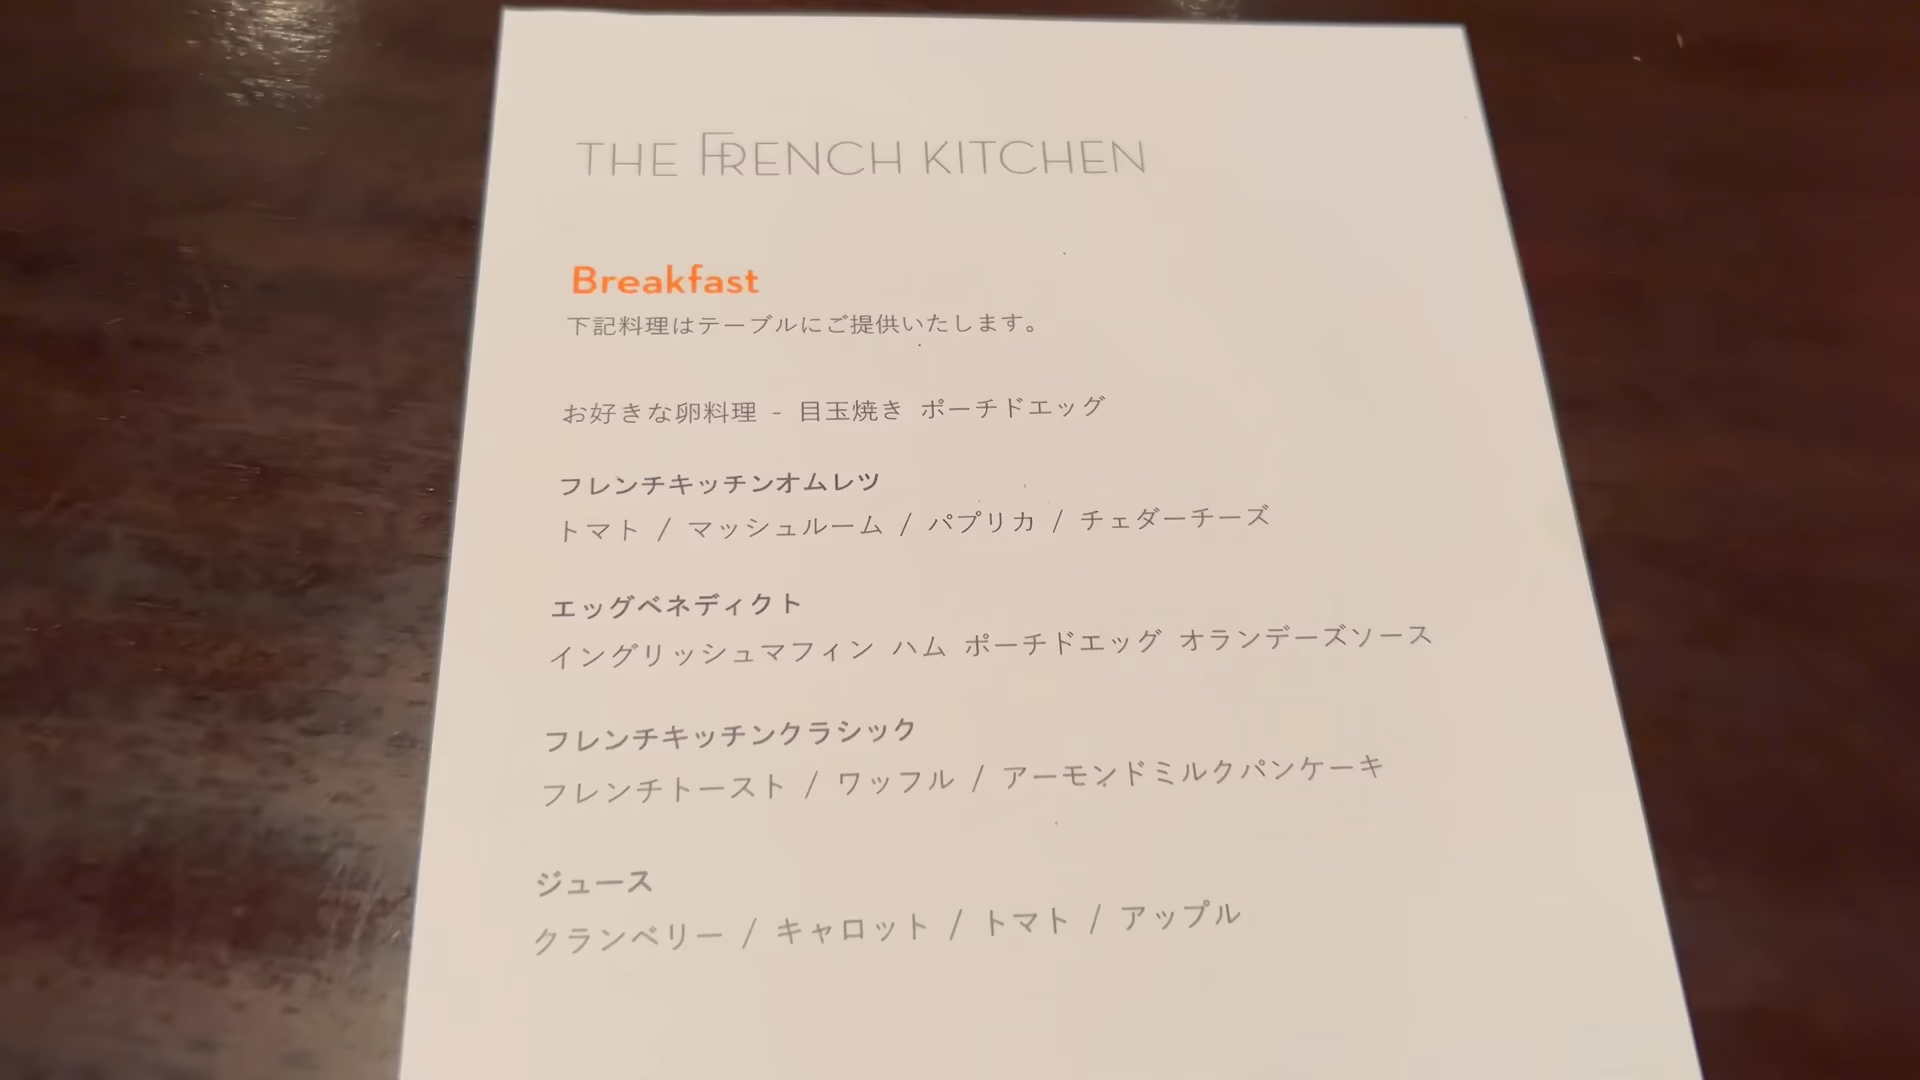 THE FRENCH KITCHEN
Breakfast
下記料理はテーブルにご提供いたします。
お好きな卵料理 - 目玉焼き ポーチドエッグ
フレンチキッチンオムレツ
トマト / マッシュルーム / パプリカ / チェダーチーズ
エッグベネディクト
イングリッシュマフィン ハム ポーチドエッグ オランデーズソース
フレンチキッチンクラシック
フレンチトースト / ワッフル / アーモンドミルクパンケーキ
ジュース
クランベリー / キャロット / トマト / アップル